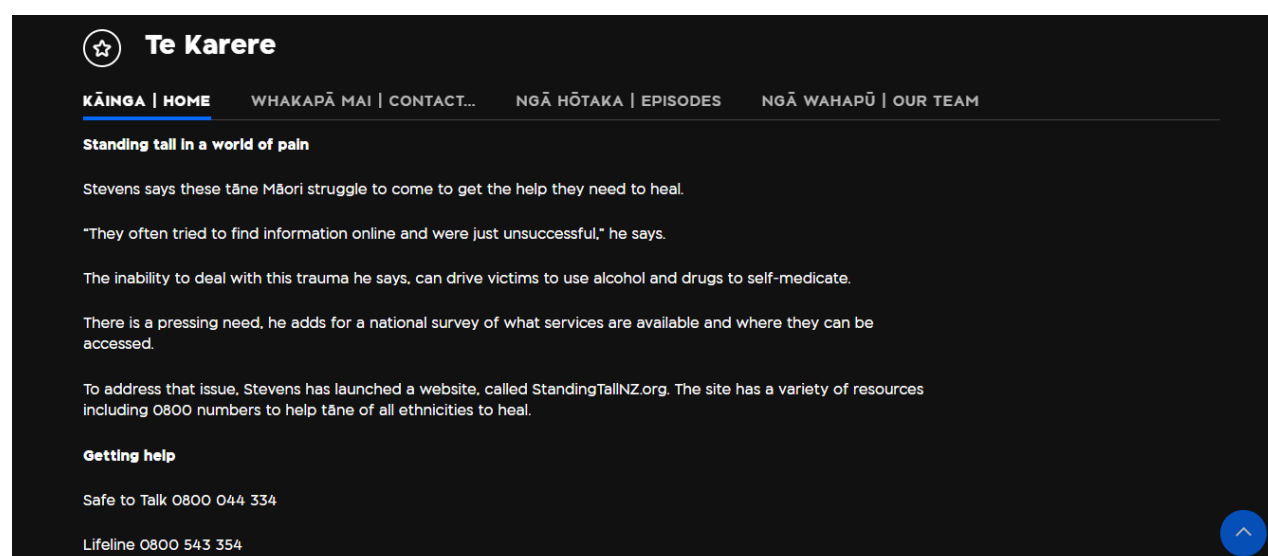 Te Karere
KĀINGA | HOME WHAKAPĀ MAI | CONTACT... NGĀ HŌTAKA | EPISODES NGĀ WAHAPŪ | OUR TEAM
Standing tall in a world of pain
Stevens says these tāne Māori struggle to come to get the help they need to heal.
“They often tried to find information online and were just unsuccessful,” he says.
The inability to deal with this trauma he says, can drive victims to use alcohol and drugs to self-medicate.
There is a pressing need, he adds for a national survey of what services are available and where they can be
accessed.
To address that issue, Stevens has launched a website, called StandingTallNZ.org. The site has a variety of resources
including 0800 numbers to help tāne of all ethnicities to heal.
Getting help
Safe to Talk 0800 044 334
Lifeline 0800 543 354